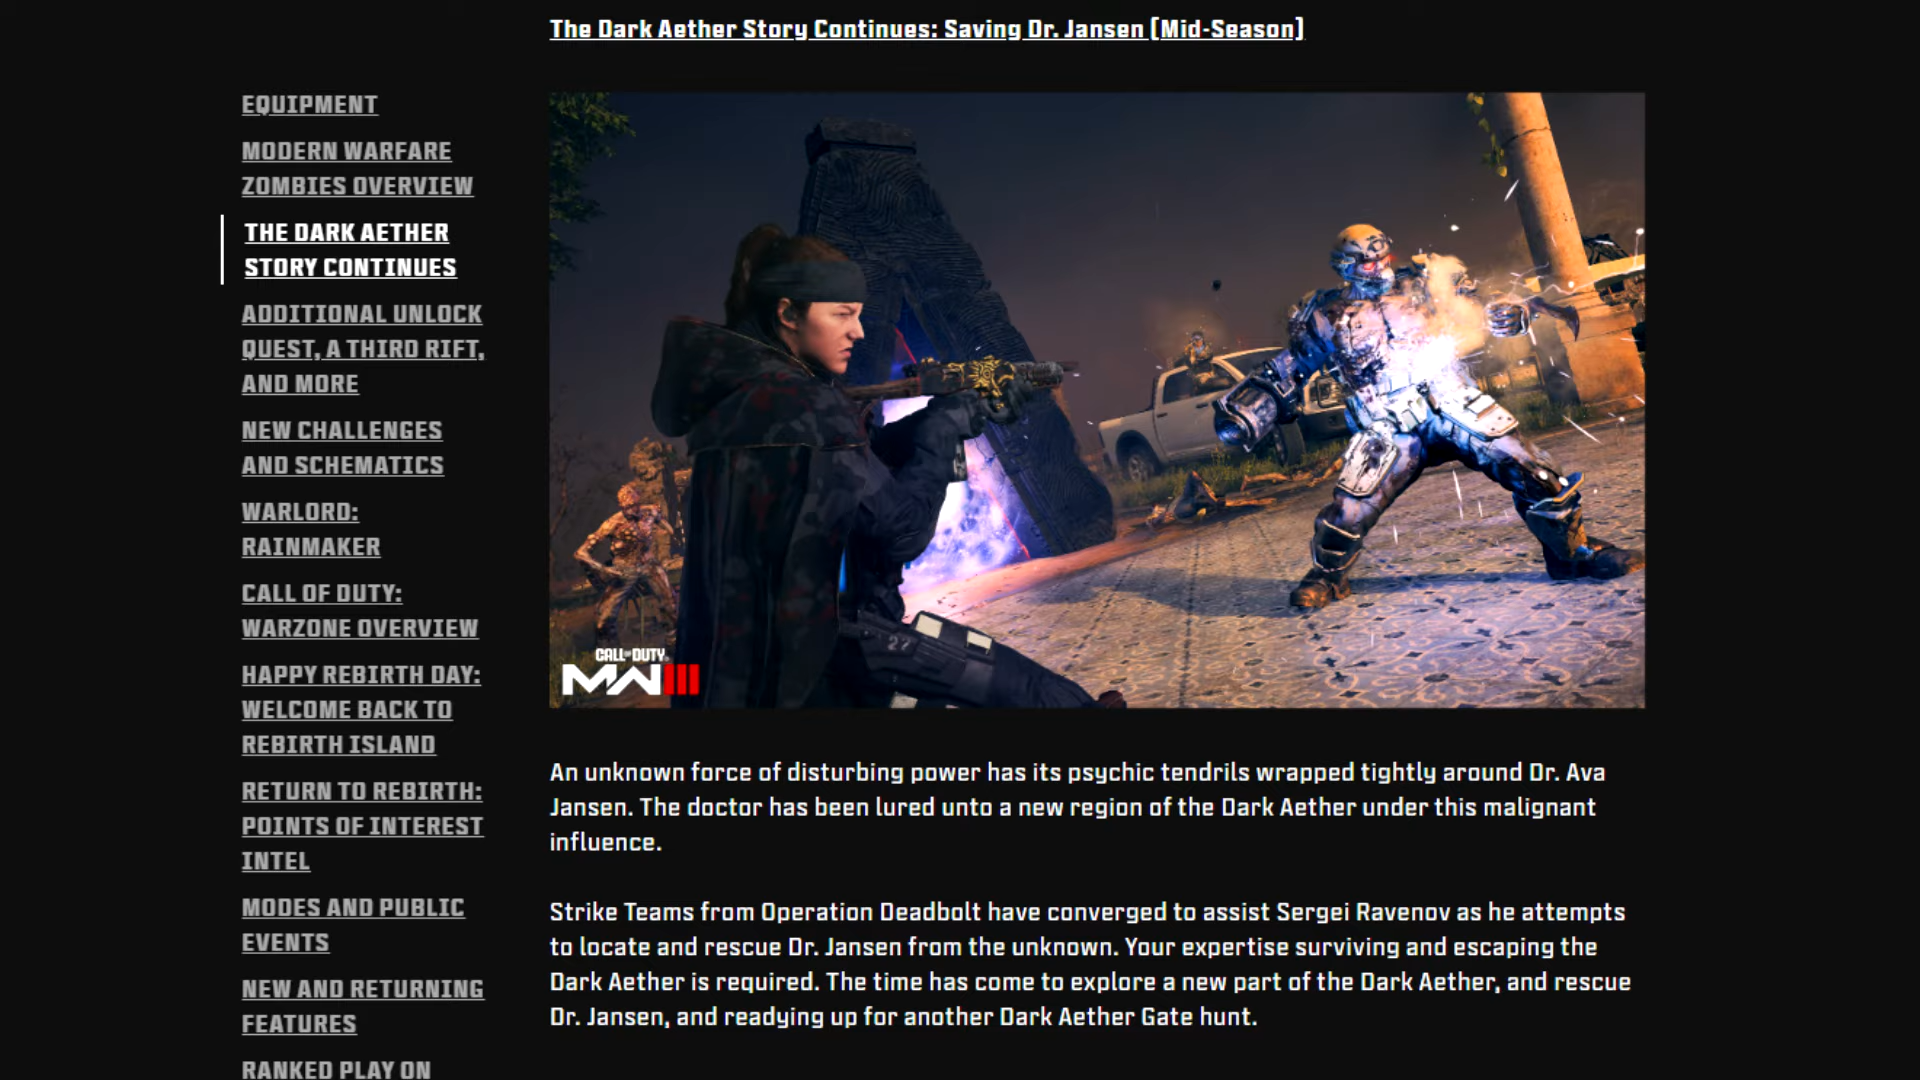 The Dark Aether Story Continues: Saving Dr. Jansen (Mid-Season)
EQUIPMENT
MODERN WARFARE
ZOMBIES OVERVIEW
THE DARK AETHER
STORY CONTINUES
ADDITIONAL UNLOCK
QUEST, A THIRD RIFT,
AND MORE
NEW CHALLENGES
AND SCHEMATICS
WARLORD:
RAINMAKER
CALL OF DUTY:
WARZONE OVERVIEW
HAPPY REBIRTH DAY:
WELCOME BACK TO
REBIRTH ISLAND
RETURN TO REBIRTH:
POINTS OF INTEREST
INTEL
MODES AND PUBLIC
EVENTS
NEW AND RETURNING
FEATURES
RANKED PLAY ON
27
CALL OF DUTY
MWIII
An unknown force of disturbing power has its psychic tendrils wrapped tightly around Dr. Ava
Jansen. The doctor has been lured unto a new region of the Dark Aether under this malignant
influence.
Strike Teams from Operation Deadbolt have converged to assist Sergei Ravenov as he attempts
to locate and rescue Dr. Jansen from the unknown. Your expertise surviving and escaping the
Dark Aether is required. The time has come to explore a new part of the Dark Aether, and rescue
Dr. Jansen, and readying up for another Dark Aether Gate hunt.